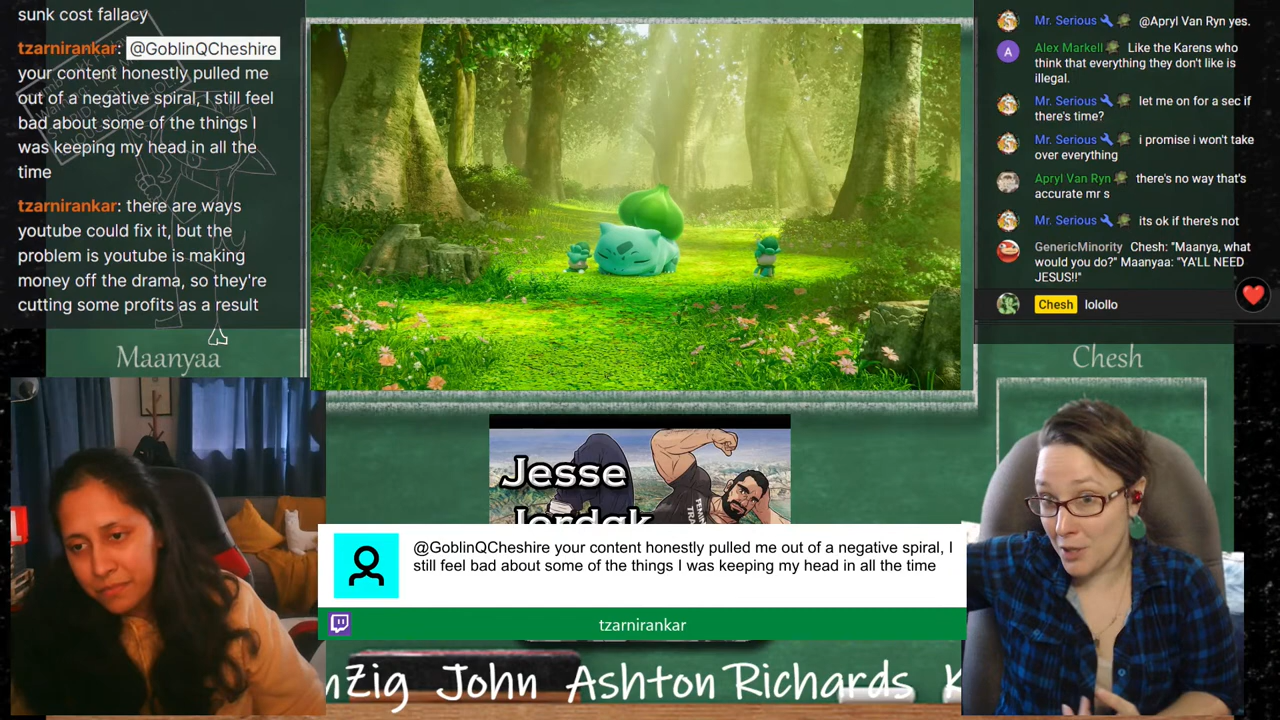 sunk cost fallacy
tzarnirankar: @GoblinQCheshire
your content honestly pulled me
out of a negative spiral, I still feel
bad about some of the things I
was keeping my head in all the
time
tzarnirankar: there are ways
youtube could fix it, but the
problem is youtube is making
money off the drama, so they're
cutting some profits as a result
Maanyaa
Mr. Serious @Apryl Van Ryn yes.
Alex Markell Like the Karens who
think that everything they don't like is
illegal.
Mr. Serious let me on for a sec if
there's time?
Mr. Serious i promise i won't take
over everything
Apryl Van Ryn there's no way that's
accurate mr s
Mr. Serious its ok if there's not
GenericMinority Chesh: "Maanya, what
would you do?" Maanyaa: "YA'LL NEED
JESUS!!"
Chesh lolollo
Chesh
Jesse
Jordak
@GoblinQCheshire your content honestly pulled me out of a negative spiral, I
still feel bad about some of the things I was keeping my head in all the time
tzarnirankar
nZig John Ashton Richards K